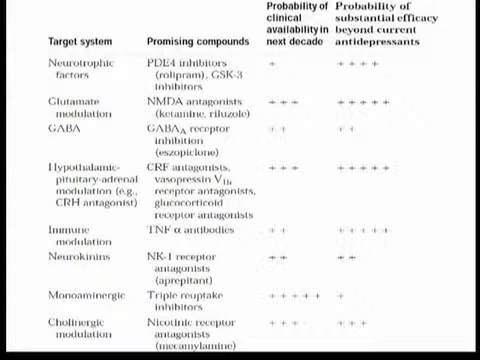 Target system Promising compounds Probability of clinical availability in next decade Probability of substantial efficacy beyond current antidepressants
Neurotrophic factors PDE4 inhibitors (rolipram), GSK-3 inhibitors + + + + +
Glutamate modulation NMDA antagonists (ketamine, riluzole) + + + + + + + +
GABA GABAA receptor inhibition (eszopiclone) + + + +
Hypothalamic-pituitary-adrenal modulation (e.g., CRH antagonist) CRF antagonists, vasopressin V1b receptor antagonists, glucocorticoid receptor antagonists + + + + + + + +
Immune modulation TNF α antibodies + + + + + + +
Neurokinins NK-1 receptor antagonists (aprepitant) + + + +
Monoaminergic Triple reuptake inhibitors + + + + + +
Cholinergic modulation Nicotinic receptor antagonists (mecamylamine) + + + + + +